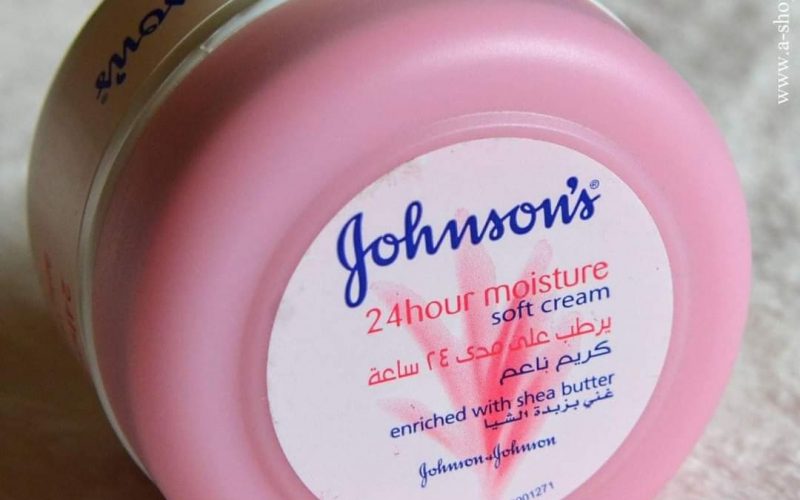 Johnson's®
24hour moisture
soft cream
يرطب على مدى ٢٤ ساعة
كريم ناعم
enriched with shea butter
غني بزبدة الشيا
Johnson & Johnson